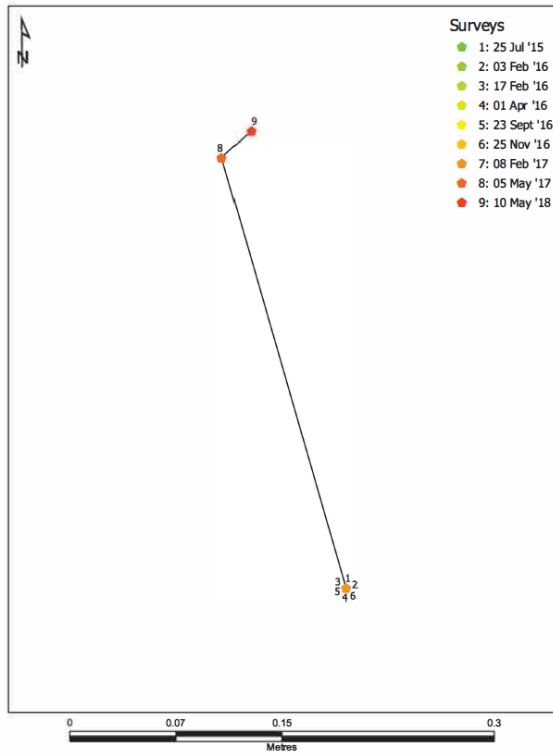 N
Surveys
1: 25 Jul '15
2: 03 Feb '16
3: 17 Feb '16
4: 01 Apr '16
5: 23 Sept '16
6: 25 Nov '16
7: 08 Feb '17
8: 05 May '17
9: 10 May '18
9
8
1
3 2
5 4 6
0 0.07 0.15 0.3
Metres